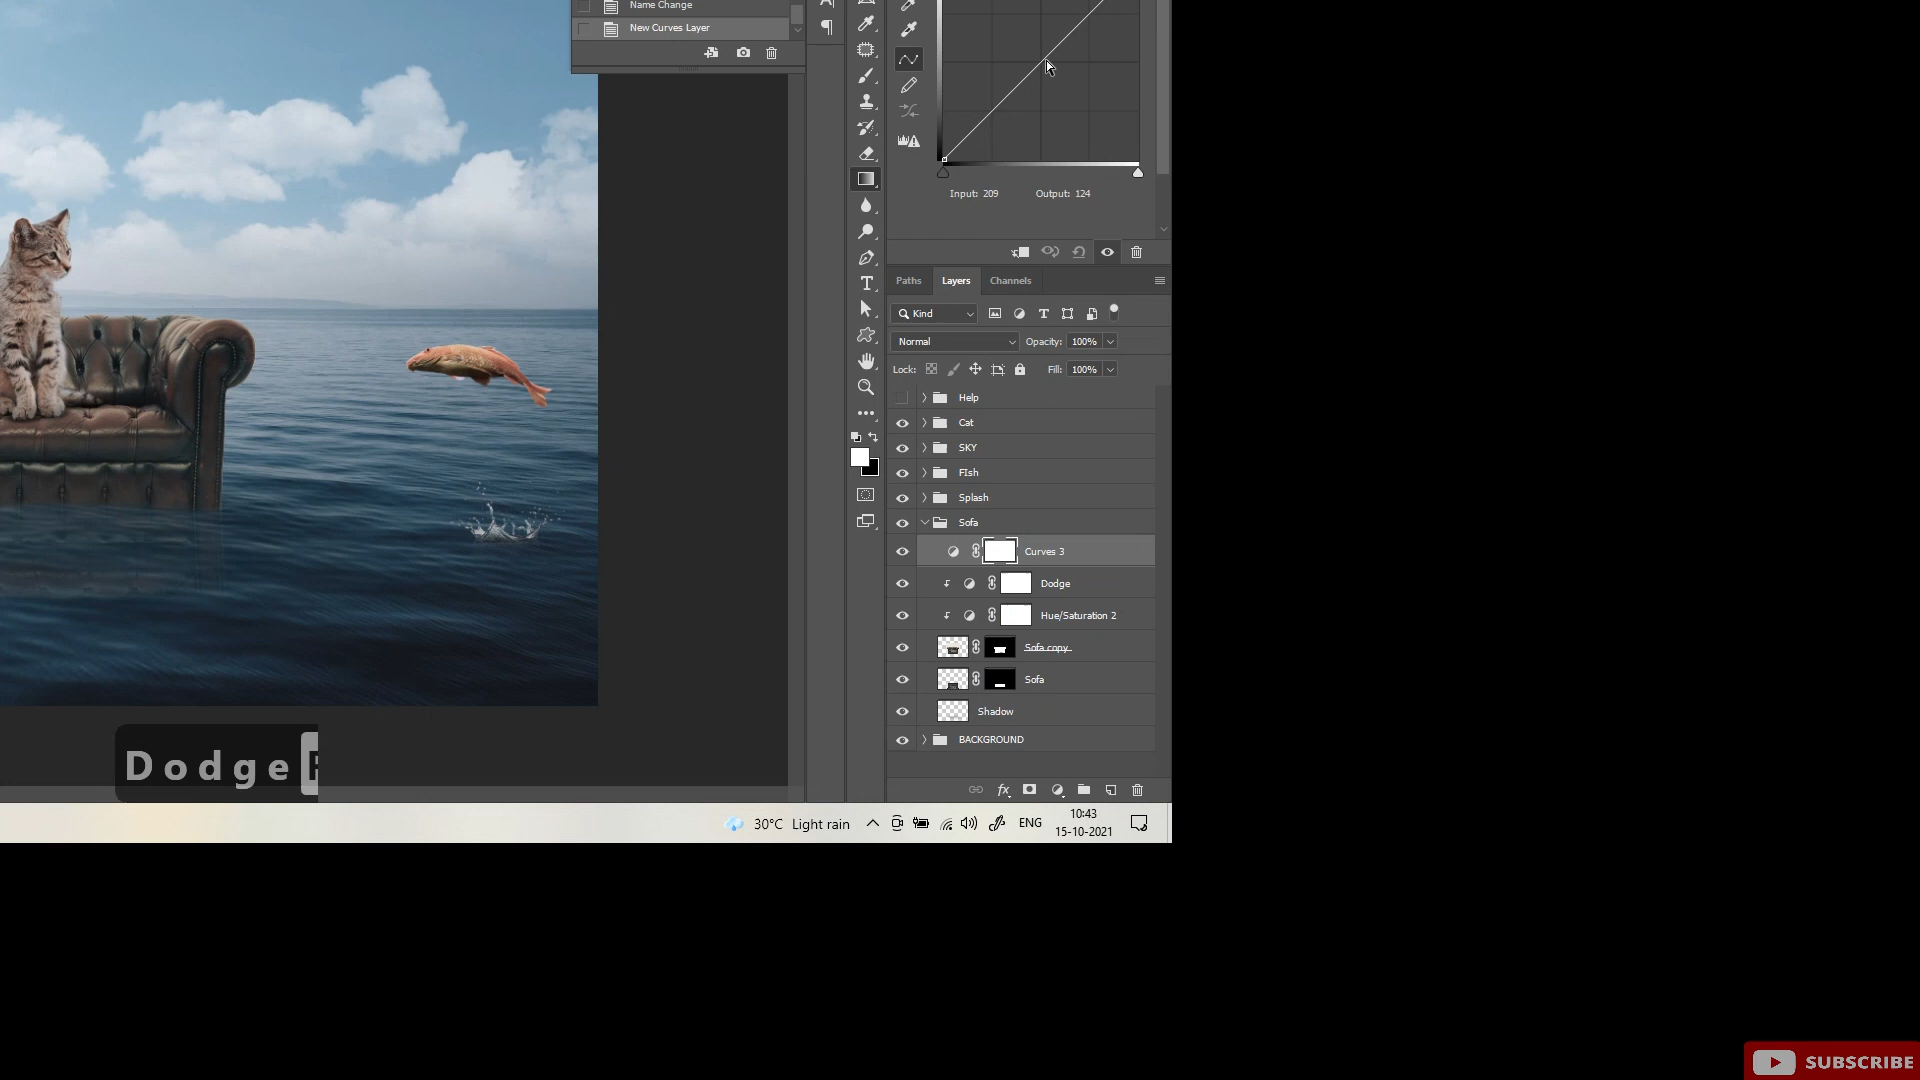 Name Change
New Curves Layer
Input: 209 Output: 124
Paths Layers Channels
Kind
Normal Opacity: 100%
Lock: Fill: 100%
Help
Cat
SKY
FIsh
Splash
Sofa
Curves 3
Dodge
Hue/Saturation 2
Sofa copy
Sofa
Shadow
BACKGROUND
fx
Dodge
30°C Light rain ENG 10:43
15-10-2021
SUBSCRIBE